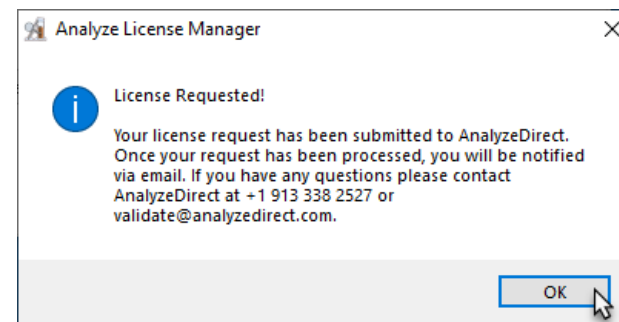 Analyze License Manager
License Requested!
Your license request has been submitted to AnalyzeDirect.
Once your request has been processed, you will be notified
via email. If you have any questions please contact
AnalyzeDirect at +1 913 338 2527 or
validate@analyzedirect.com.
OK